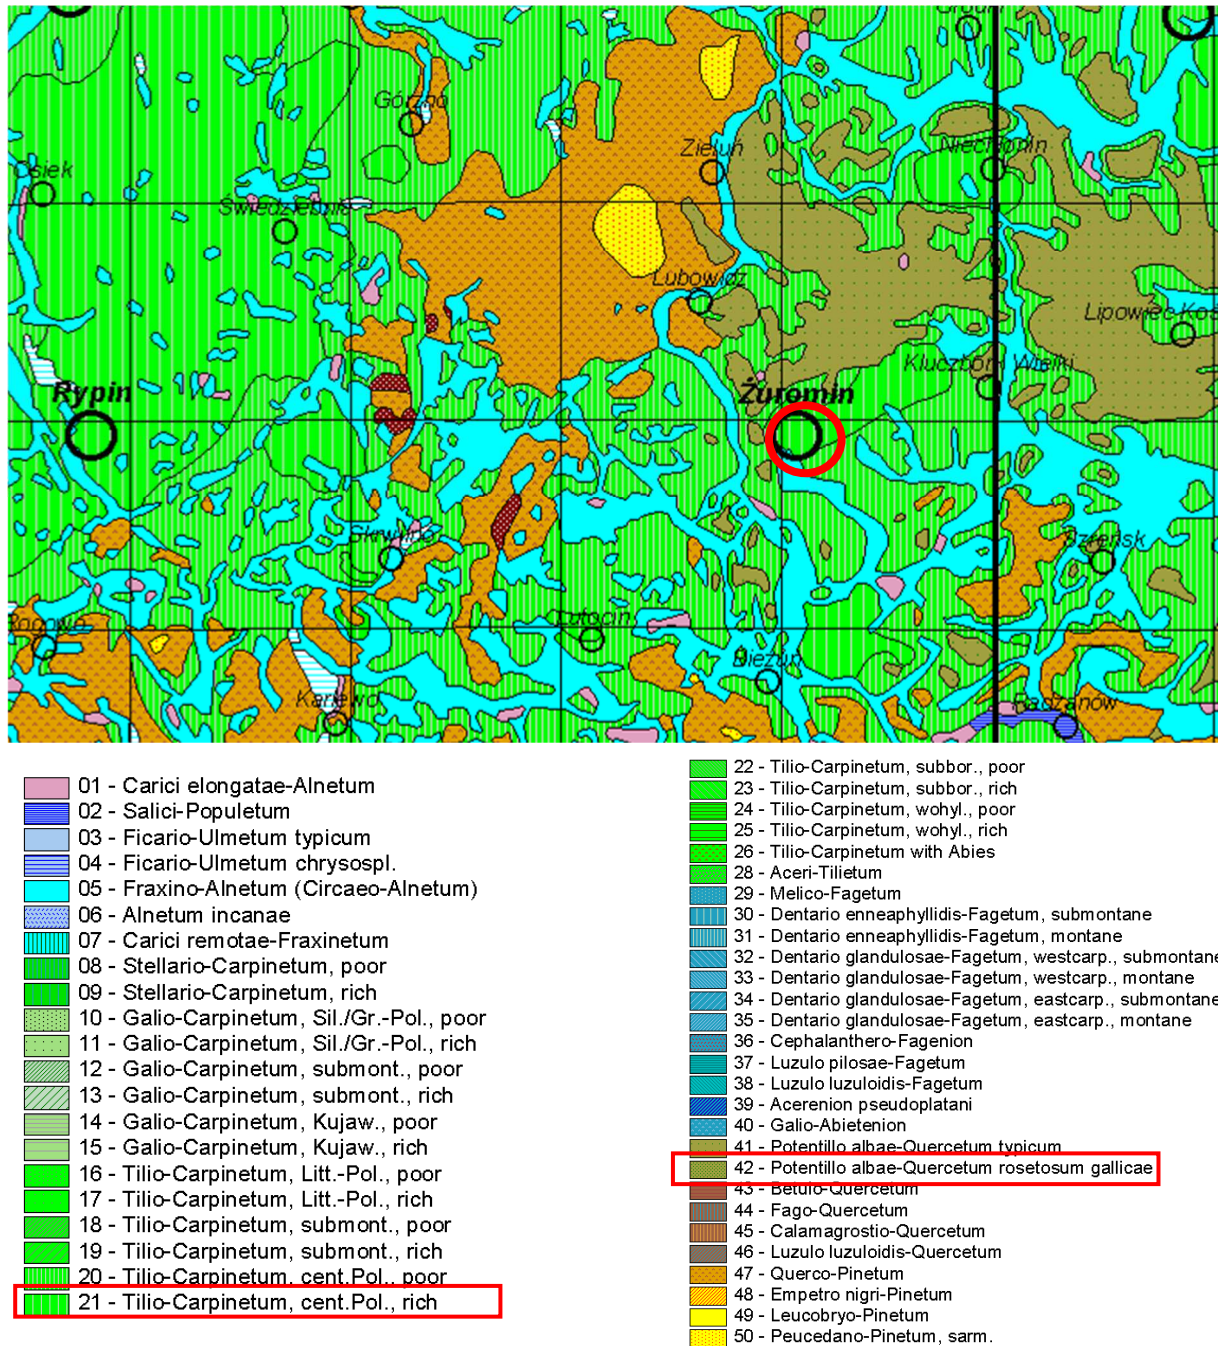 Górzno
Zieluń
Osiek
Świedziebnia
Lubowidz
Lipowiec Koś
Kluczbork Wielki
Rypin
Żuromin
Skrwilno
Szreńsk
Rogowo
Lutocin
Bieżuń
Radzanów
01 - Carici elongatae-Alnetum
02 - Salici-Populetum
03 - Ficario-Ulmetum typicum
04 - Ficario-Ulmetum chrysospl.
05 - Fraxino-Alnetum (Circaeo-Alnetum)
06 - Alnetum incanae
07 - Carici remotae-Fraxinetum
08 - Stellario-Carpinetum, poor
09 - Stellario-Carpinetum, rich
10 - Galio-Carpinetum, Sil./Gr.-Pol., poor
11 - Galio-Carpinetum, Sil./Gr.-Pol., rich
12 - Galio-Carpinetum, submont., poor
13 - Galio-Carpinetum, submont., rich
14 - Galio-Carpinetum, Kujaw., poor
15 - Galio-Carpinetum, Kujaw., rich
16 - Tilio-Carpinetum, Litt.-Pol., poor
17 - Tilio-Carpinetum, Litt.-Pol., rich
18 - Tilio-Carpinetum, submont., poor
19 - Tilio-Carpinetum, submont., rich
20 - Tilio-Carpinetum, cent.Pol., poor
21 - Tilio-Carpinetum, cent.Pol., rich
22 - Tilio-Carpinetum, subbor., poor
23 - Tilio-Carpinetum, subbor., rich
24 - Tilio-Carpinetum, wohyl., poor
25 - Tilio-Carpinetum, wohyl., rich
26 - Tilio-Carpinetum with Abies
28 - Aceri-Tilietum
29 - Melico-Fagetum
30 - Dentario enneaphyllidis-Fagetum, submontane
31 - Dentario enneaphyllidis-Fagetum, montane
32 - Dentario glandulosae-Fagetum, westcarp., submontane
33 - Dentario glandulosae-Fagetum, westcarp., montane
34 - Dentario glandulosae-Fagetum, eastcarp., submontane
35 - Dentario glandulosae-Fagetum, eastcarp., montane
36 - Cephalanthero-Fagenion
37 - Luzulo pilosae-Fagetum
38 - Luzulo luzuloidis-Fagetum
39 - Acerenion pseudoplatani
40 - Galio-Abietenion
41 - Potentillo albae-Quercetum typicum
42 - Potentillo albae-Quercetum rosetosum gallicae
43 - Betulo-Quercetum
44 - Fago-Quercetum
45 - Calamagrostio-Quercetum
46 - Luzulo luzuloidis-Quercetum
47 - Querco-Pinetum
48 - Empetro nigri-Pinetum
49 - Leucobryo-Pinetum
50 - Peucedano-Pinetum, sarm.